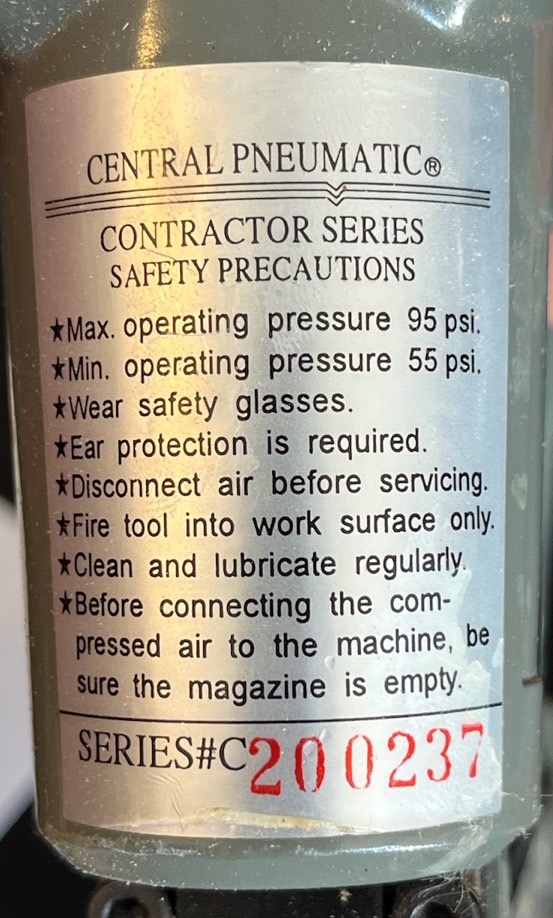 CENTRAL PNEUMATIC®
CONTRACTOR SERIES
SAFETY PRECAUTIONS
★Max. operating pressure 95 psi.
★Min. operating pressure 55 psi.
★Wear safety glasses.
★Ear protection is required.
★Disconnect air before servicing.
★Fire tool into work surface only.
★Clean and lubricate regularly.
★Before connecting the com-
pressed air to the machine, be
sure the magazine is empty.
SERIES#C200237